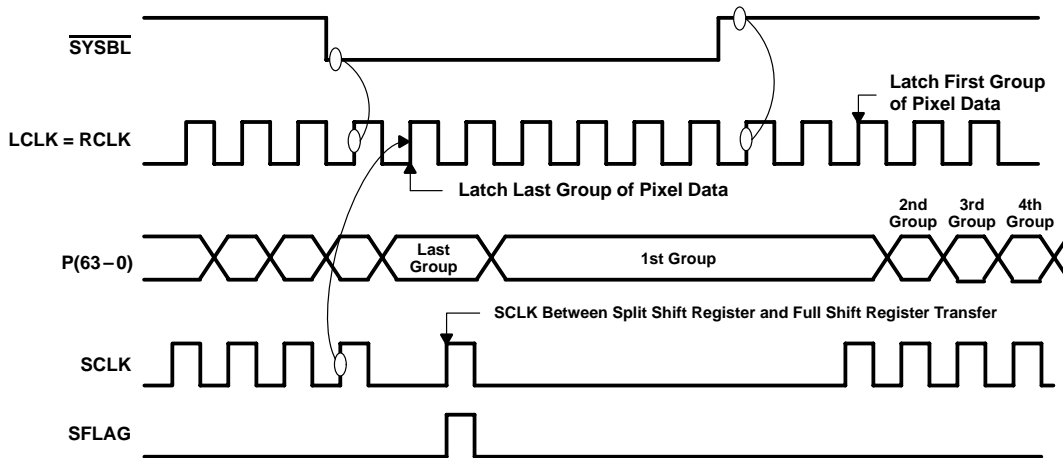 SYSBL
Latch First Group
of Pixel Data
LCLK = RCLK
Latch Last Group of Pixel Data
2nd
Group
3rd
Group
4th
Group
P(63−0)
Last
Group
1st Group
SCLK Between Split Shift Register and Full Shift Register Transfer
SCLK
SFLAG